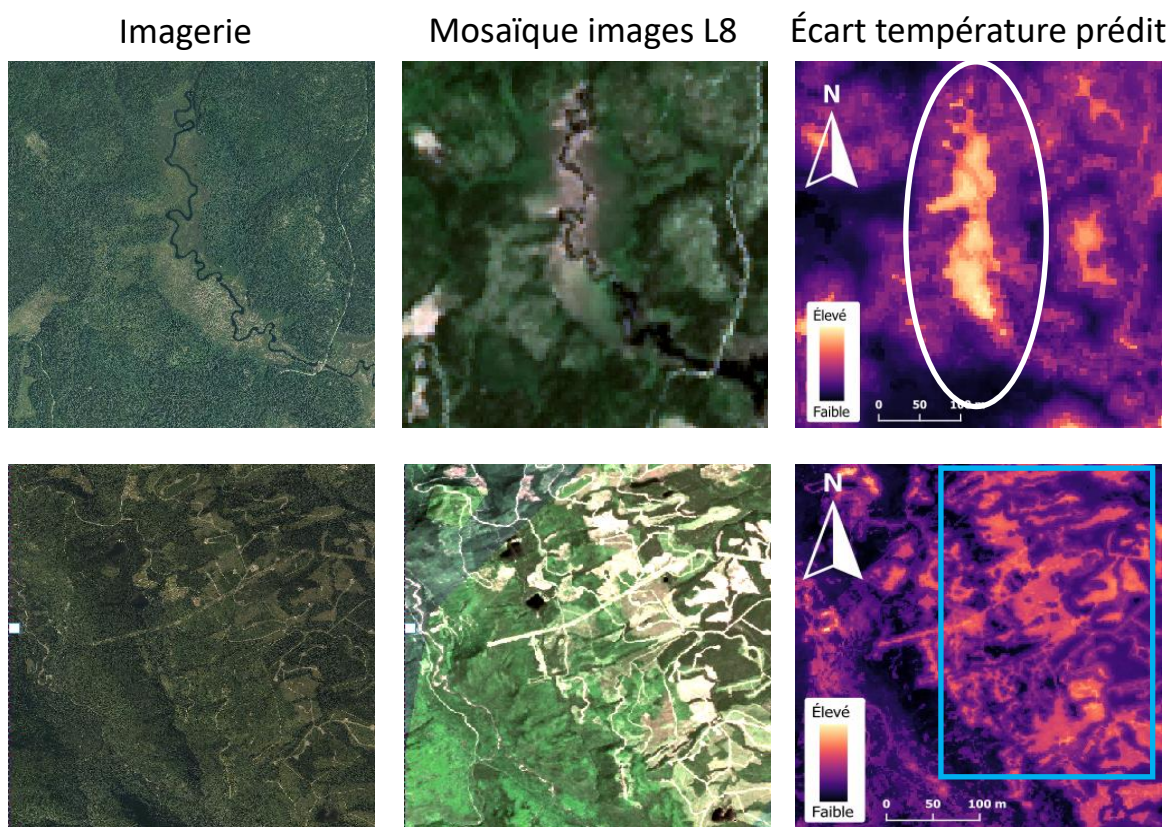 Imagerie
Mosaïque images L8
Écart température prédit
N
Élevé
Faible
0 50 100 m
N
Élevé
Faible
0 50 100 m